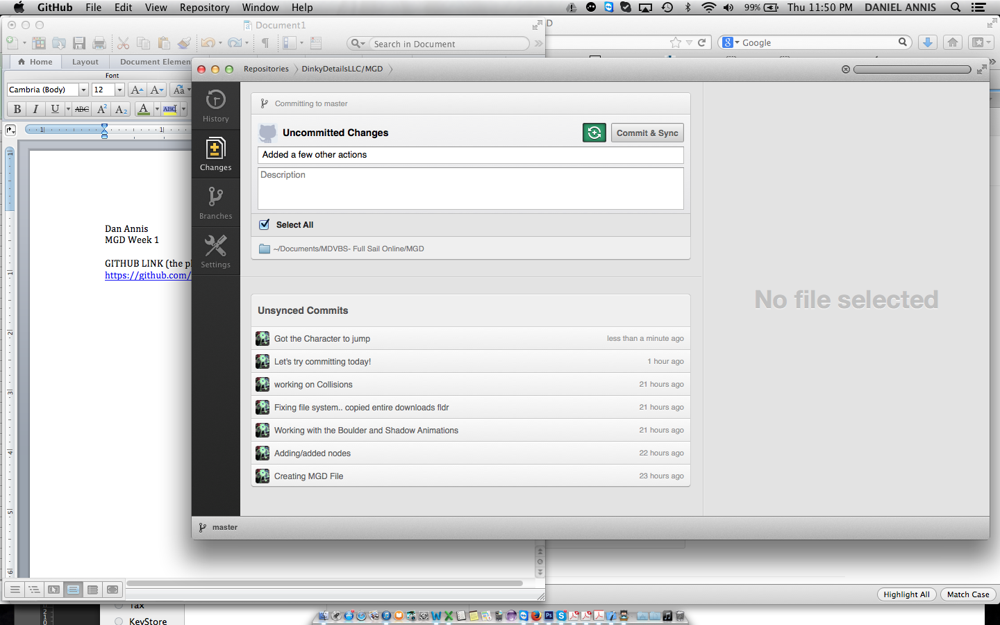 GitHub File Edit View Repository Window Help 99% Thu 11:50 PM DANIEL ANNIS
Document1
D
Search in Document
Google
Home Layout Document Elemen
Font
Cambria (Body) 12
Repositories DinkyDetailsLLC/MGD
History
Changes
Branches
Settings
Committing to master
Uncommitted Changes
Commit & Sync
Added a few other actions
Description
Select All
~/Documents/MDVBS- Full Sail Online/MGD
No file selected
Dan Annis
MGD Week 1
GITHUB LINK (the pl
https://github.com/
Unsynced Commits
Got the Character to jump less than a minute ago
Let's try committing today! 1 hour ago
working on Collisions 21 hours ago
Fixing file system.. copied entire downloads fldr 21 hours ago
Working with the Boulder and Shadow Animations 21 hours ago
Adding/added nodes 22 hours ago
Creating MGD File 23 hours ago
master
Highlight All Match Case
Tax
KeyStore